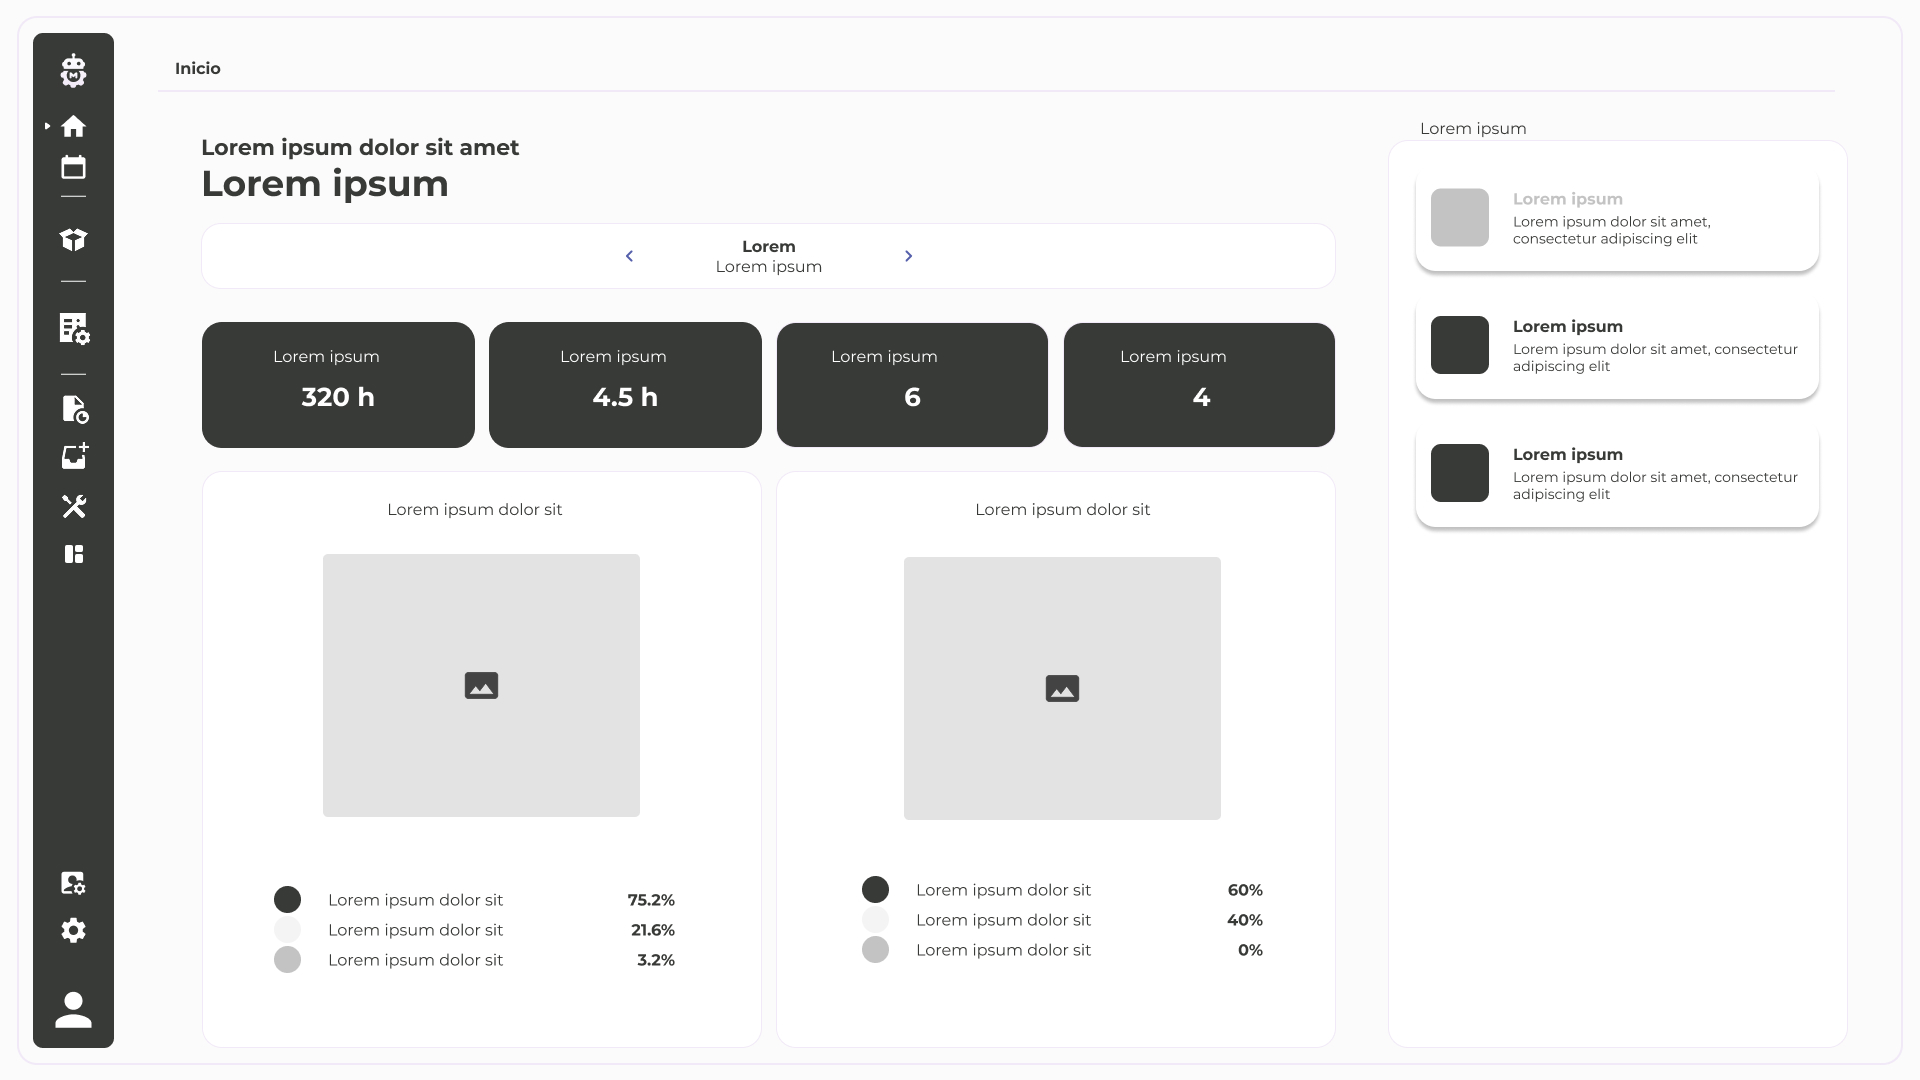 Inicio
Lorem ipsum dolor sit amet
Lorem ipsum
Lorem
Lorem ipsum
Lorem ipsum
320 h
Lorem ipsum
4.5 h
Lorem ipsum
6
Lorem ipsum
4
Lorem ipsum dolor sit
Lorem ipsum dolor sit 75.2%
Lorem ipsum dolor sit 21.6%
Lorem ipsum dolor sit 3.2%
Lorem ipsum dolor sit
Lorem ipsum dolor sit 60%
Lorem ipsum dolor sit 40%
Lorem ipsum dolor sit 0%
Lorem ipsum
Lorem ipsum
Lorem ipsum dolor sit amet,
consectetur adipiscing elit
Lorem ipsum
Lorem ipsum dolor sit amet, consectetur
adipiscing elit
Lorem ipsum
Lorem ipsum dolor sit amet, consectetur
adipiscing elit